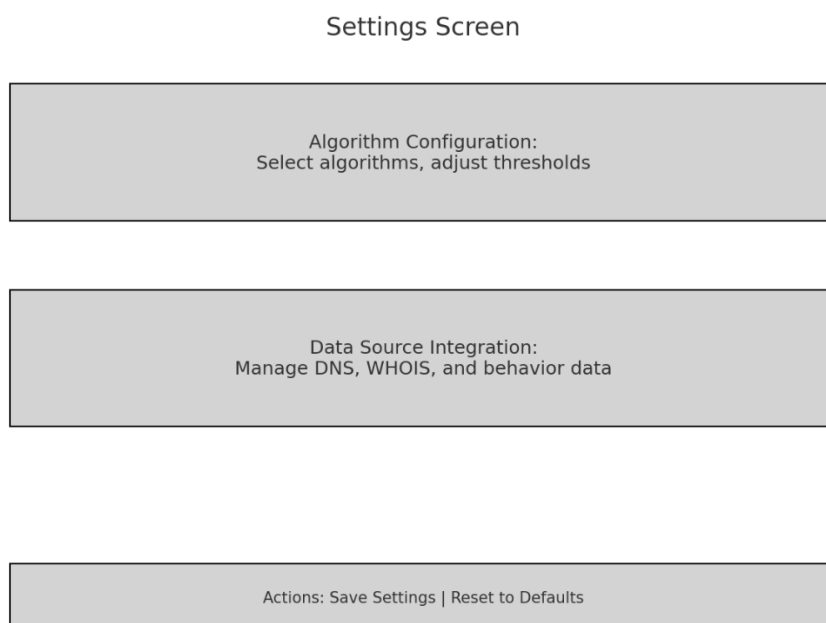 Settings Screen
Algorithm Configuration:
Select algorithms, adjust thresholds
Data Source Integration:
Manage DNS, WHOIS, and behavior data
Actions: Save Settings | Reset to Defaults